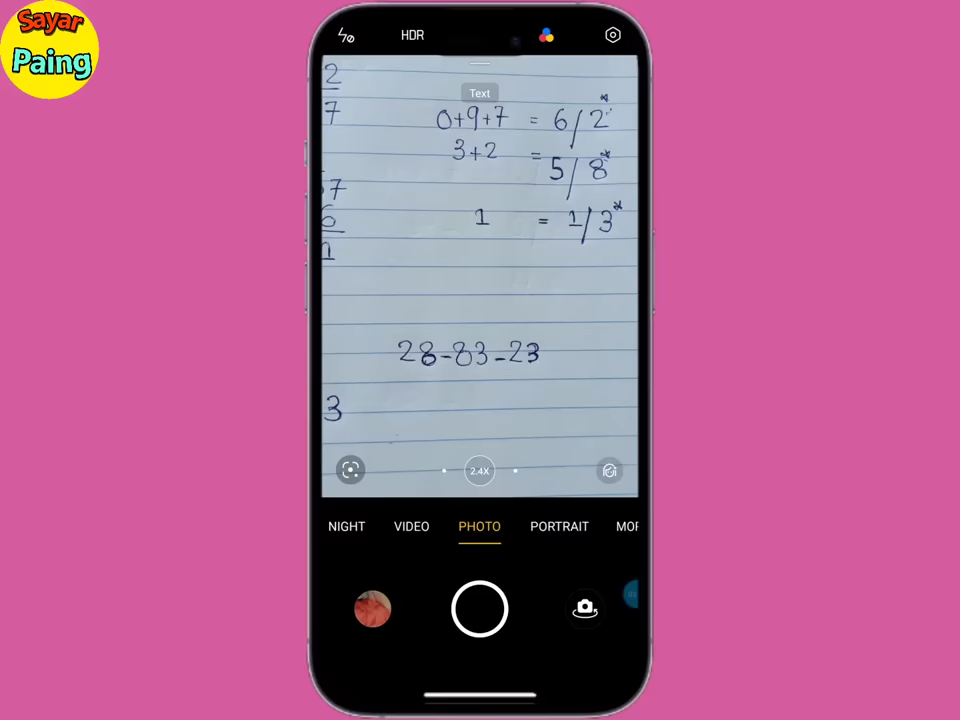 Sayar
Paing
HDR
Text
2
7
0+9+7 = 6/2*
3+2 = 5/8*
7
6
1 = 1/3*
1
28-83-23
3
2.4X
NIGHT VIDEO PHOTO PORTRAIT MOR